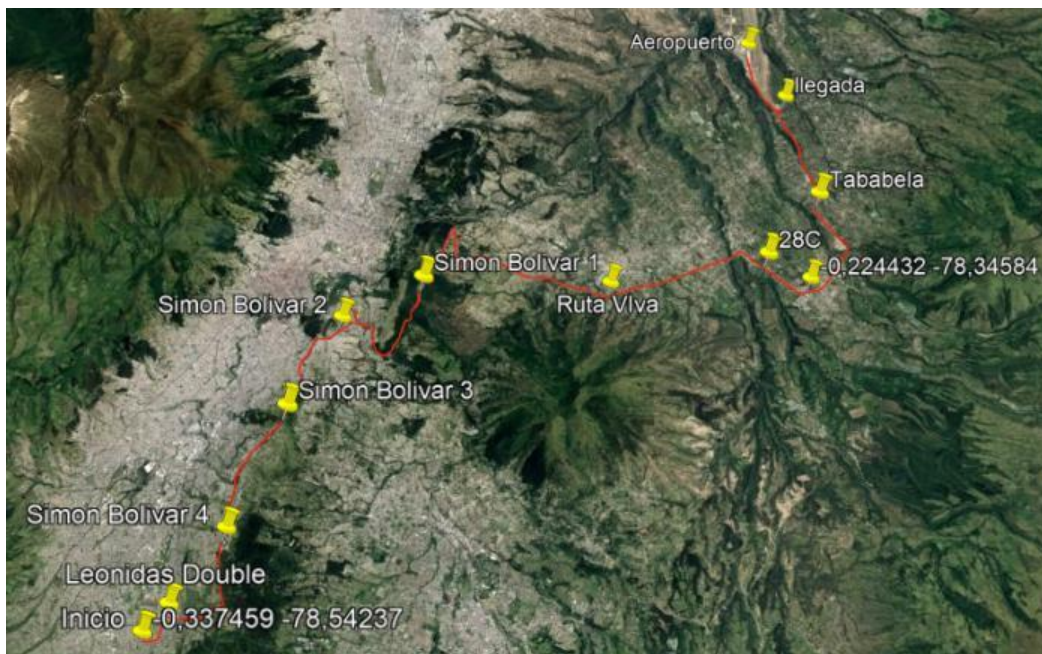 Aeropuerto
llegada
Tababela
28C
-0,224432 -78,34584
Simon Bolivar 1
Ruta VIva
Simon Bolivar 2
Simon Bolivar 3
Simon Bolivar 4
Leonidas Double
Inicio -0,337459 -78,54237